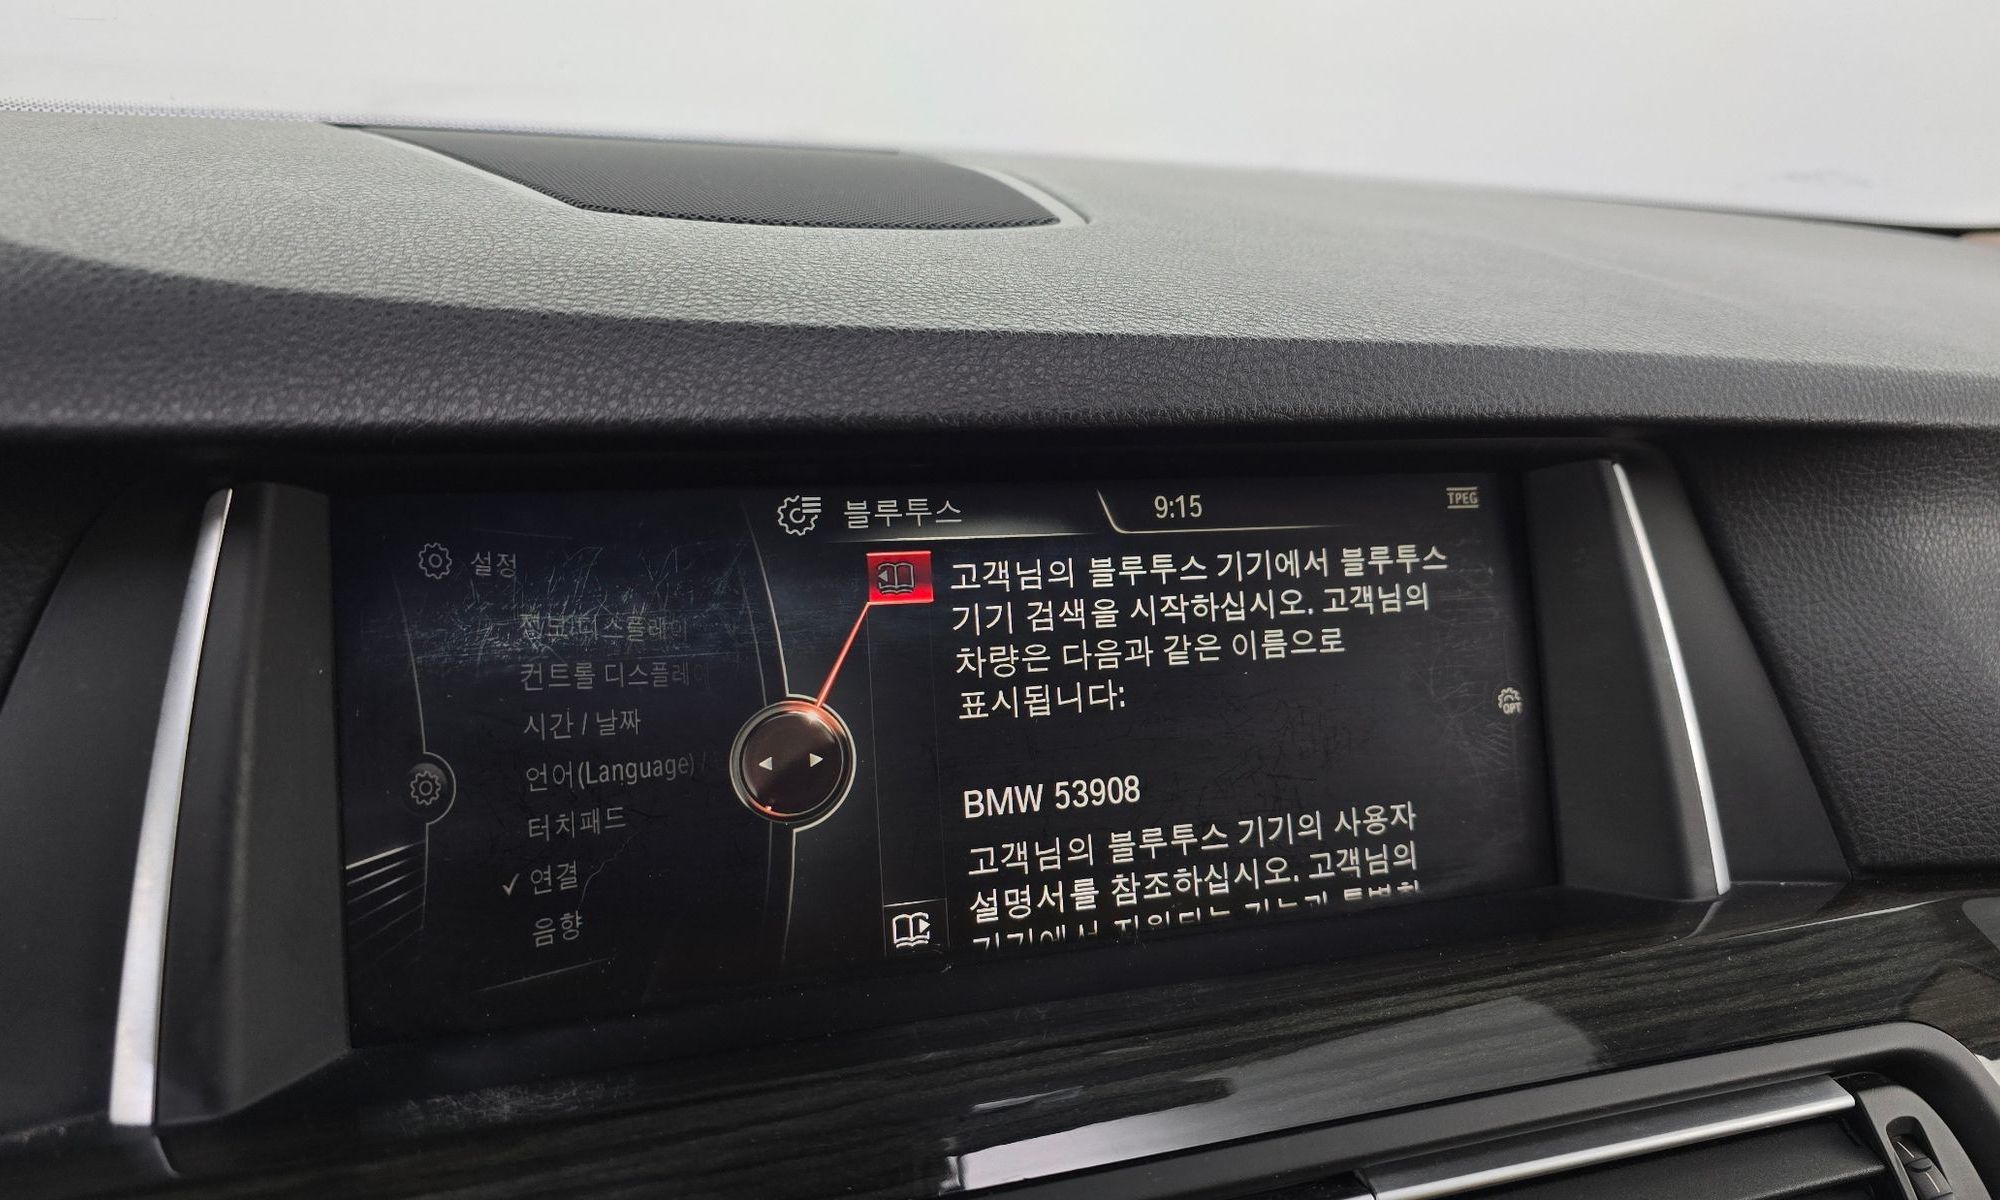 블루투스
9:15
TPEG
설정
정보 디스플레이
컨트롤 디스플레이
시간 / 날짜
언어(Language) /
터치패드
✓ 연결
음향
고객님의 블루투스 기기에서 블루투스
기기 검색을 시작하십시오. 고객님의
차량은 다음과 같은 이름으로
표시됩니다:
BMW 53908
고객님의 블루투스 기기의 사용자
설명서를 참조하십시오. 고객님의
OPT